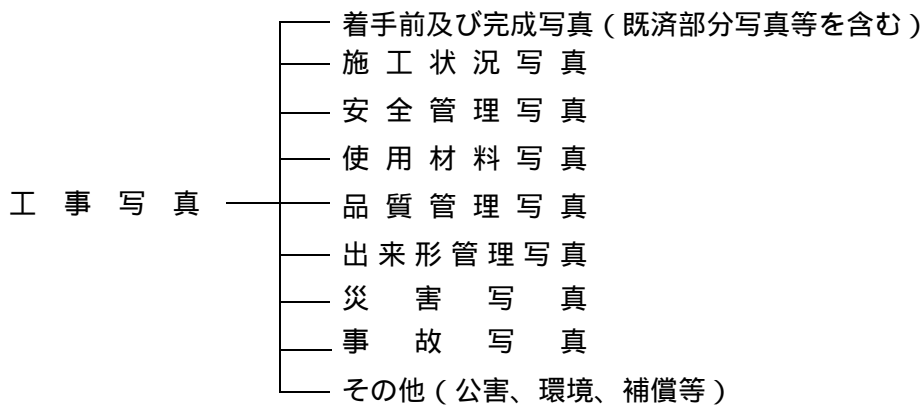 着手前及び完成写真（既済部分写真等を含む）
施工状況写真
安全管理写真
使用材料写真
工事写真
品質管理写真
出来形管理写真
災害写真
事故写真
その他（公害、環境、補償等）